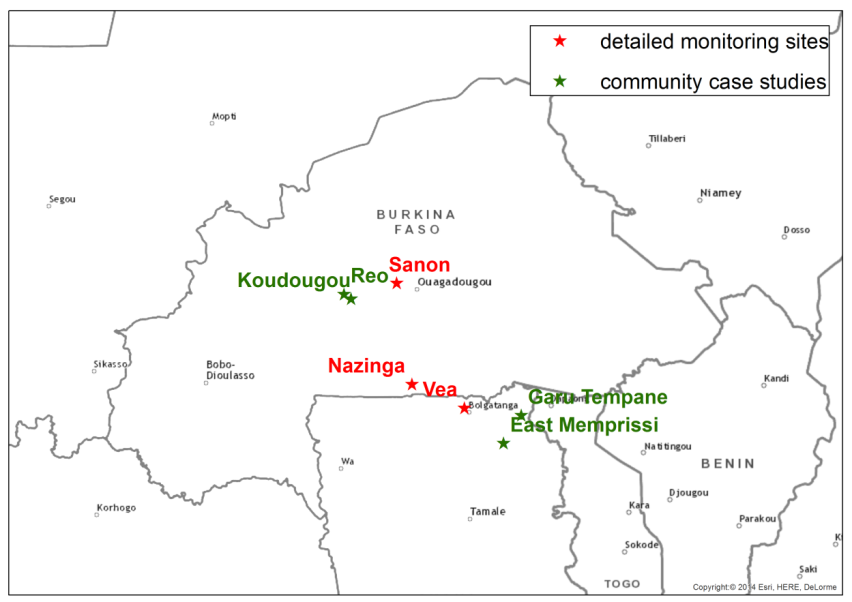 detailed monitoring sites
community case studies
Mopti
Tillaberi
Segou
Niamey
BURKINA
FASO
Dosso
Sanon
Koudougou
Reo
Ouagadougou
Nazinga
Sikasso
Bobo-
Dioulasso
Vea
Kandi
Garu Tempane
Bolgatanga
East Memprissi
Natitingou
Wa
BENIN
Djougou
Korhogo
Tamale
Kara
Parakou
Sokode
Saki
TOGO
Copyright:© 2014 Esri, HERE, DeLorme